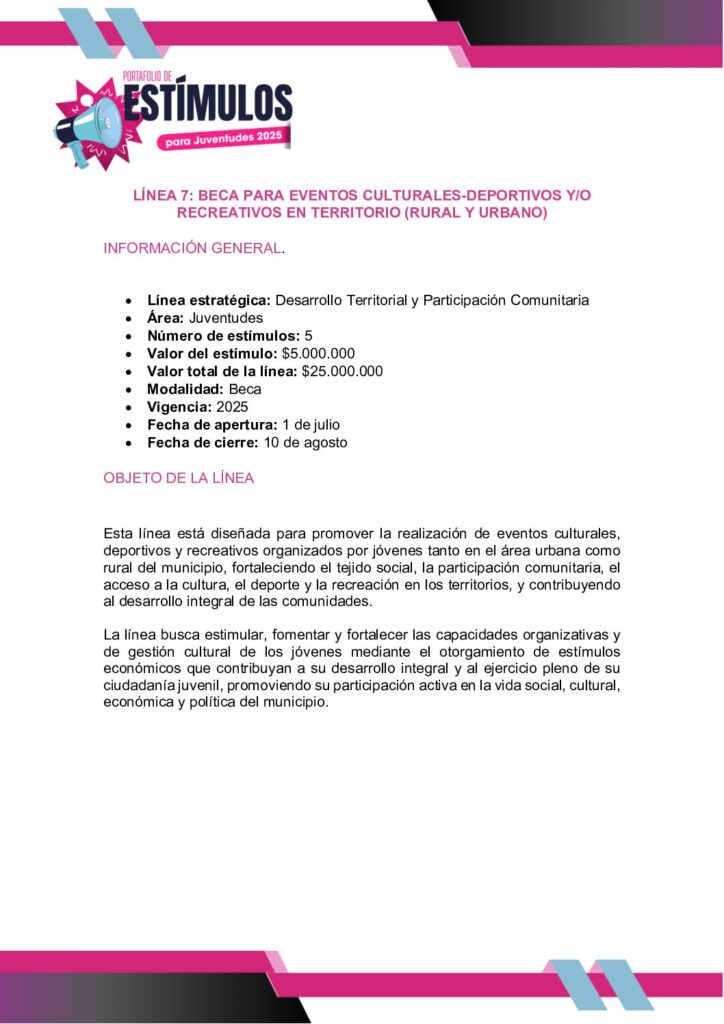 PORTAFOLIO DE
ESTÍMULOS
para Juventudes 2025
LÍNEA 7: BECA PARA EVENTOS CULTURALES-DEPORTIVOS Y/O
RECREATIVOS EN TERRITORIO (RURAL Y URBANO)
INFORMACIÓN GENERAL.
• Línea estratégica: Desarrollo Territorial y Participación Comunitaria
• Área: Juventudes
• Número de estímulos: 5
• Valor del estímulo: $5.000.000
• Valor total de la línea: $25.000.000
• Modalidad: Beca
• Vigencia: 2025
• Fecha de apertura: 1 de julio
• Fecha de cierre: 10 de agosto
OBJETO DE LA LÍNEA
Esta línea está diseñada para promover la realización de eventos culturales,
deportivos y recreativos organizados por jóvenes tanto en el área urbana como
rural del municipio, fortaleciendo el tejido social, la participación comunitaria, el
acceso a la cultura, el deporte y la recreación en los territorios, y contribuyendo
al desarrollo integral de las comunidades.
La línea busca estimular, fomentar y fortalecer las capacidades organizativas y
de gestión cultural de los jóvenes mediante el otorgamiento de estímulos
económicos que contribuyan a su desarrollo integral y al ejercicio pleno de su
ciudadanía juvenil, promoviendo su participación activa en la vida social, cultural,
económica y política del municipio.